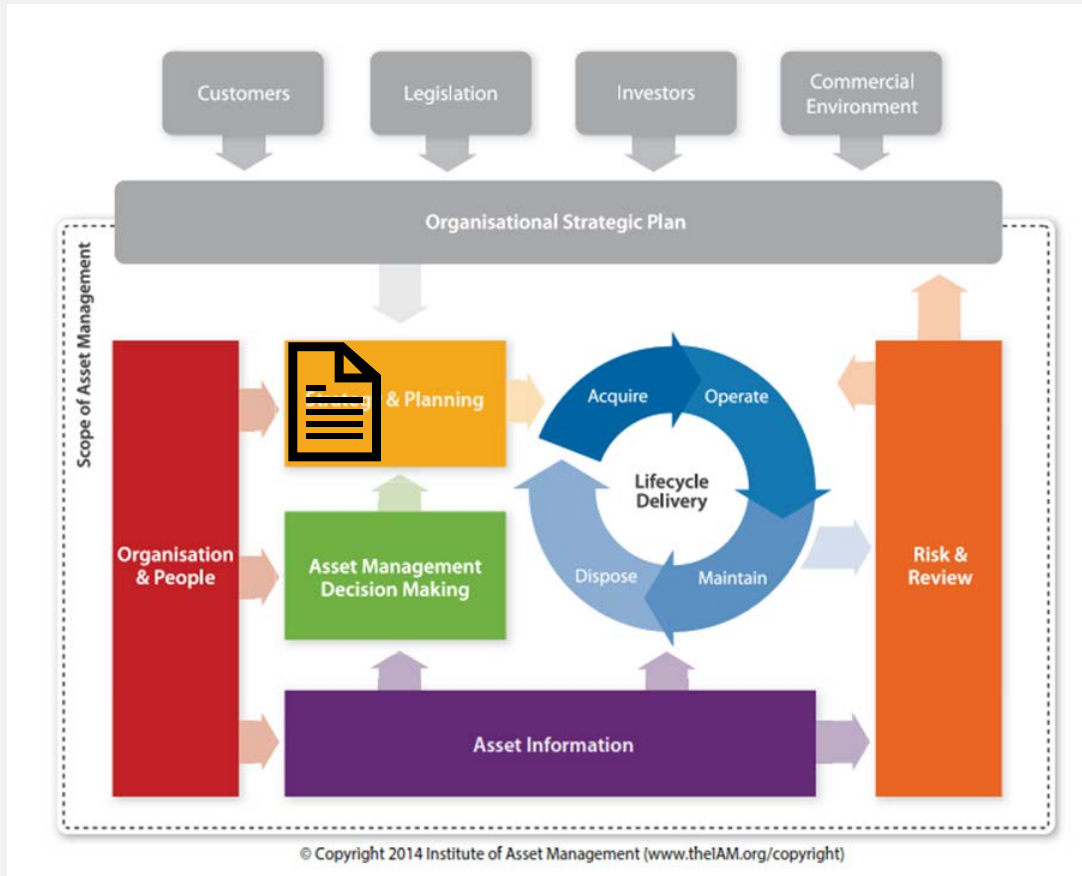 Customers
Legislation
Investors
Commercial
Environment
Organisational Strategic Plan
Scope of Asset Management
Strategy & Planning
Acquire
Operate
Lifecycle
Delivery
Organisation
& People
Asset Management
Decision Making
Dispose
Maintain
Risk &
Review
Asset Information
© Copyright 2014 Institute of Asset Management (www.theIAM.org/copyright)